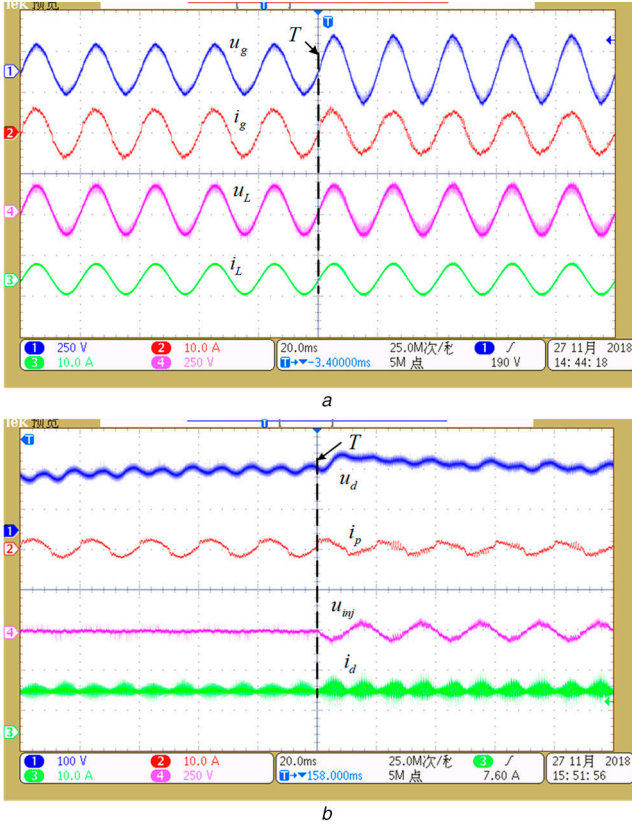 Tek 预览
T
T
u_g
T
i_g
u_L
i_L
1
2
4
3
1 250 V 2 10.0 A 20.0ms 25.0M次/秒 1 ∫ 27 11月 2018
3 10.0 A 4 250 V T→▼-3.40000ms 5M 点 190 V 14:44:18
a
Tek 预览
T
T
T
u_d
i_p
u_inj
i_d
1
2
4
3
1 100 V 2 10.0 A 20.0ms 25.0M次/秒 3 ∫ 27 11月 2018
3 10.0 A 4 250 V T→▼158.000ms 5M 点 7.60 A 15:51:56
b